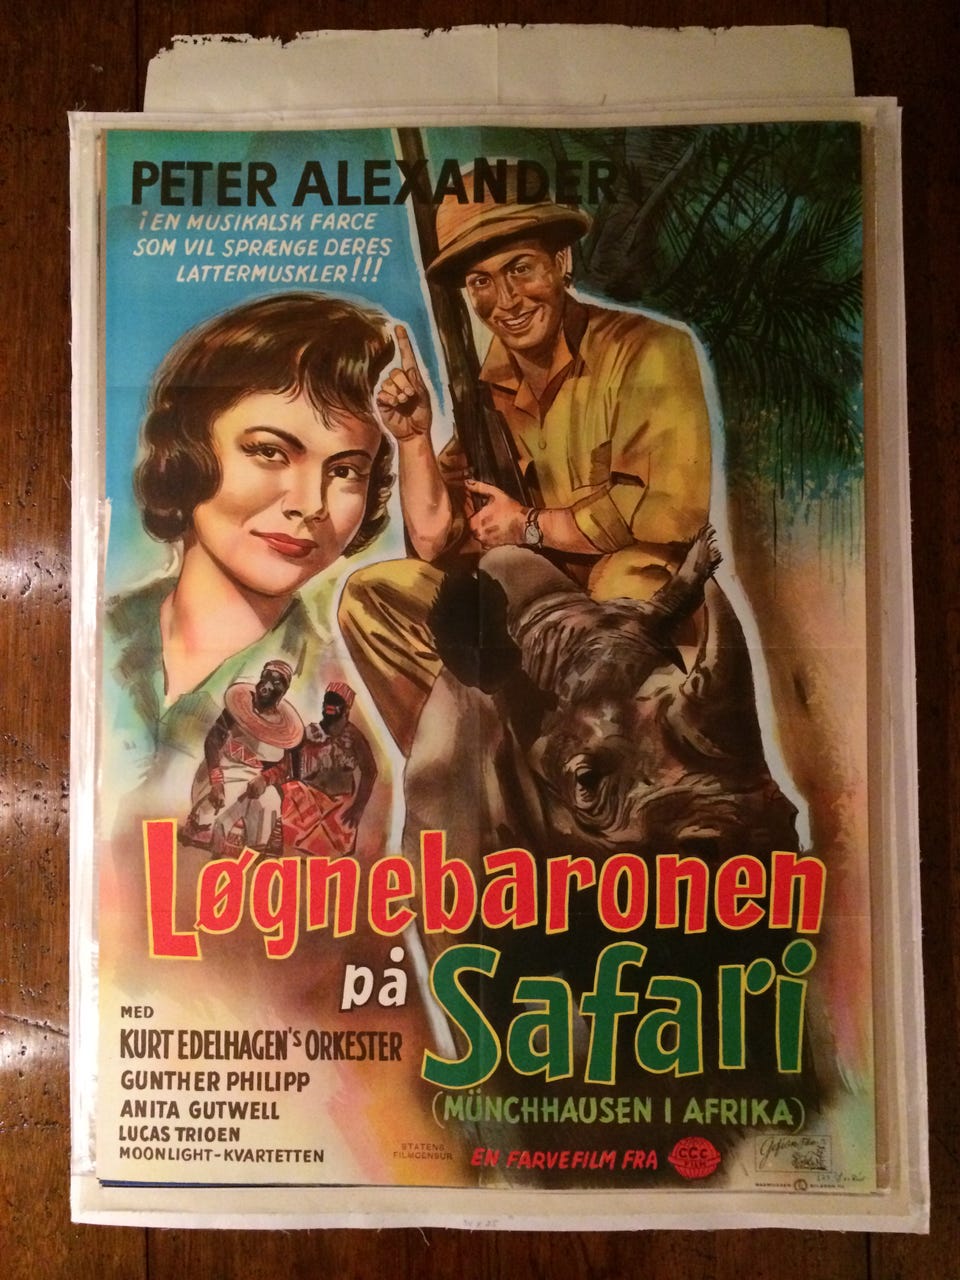 PETER ALEXANDER
i EN MUSIKALSK FARCE
SOM VIL SPRÆNGE DERES
LATTERMUSKLER!!!
Løgnebaronen
på
Safari
(MÜNCHHAUSEN I AFRIKA)
MED
KURT EDELHAGEN'S ORKESTER
GUNTHER PHILIPP
ANITA GUTWELL
LUCAS TRIOEN
MOONLIGHT-KVARTETTEN
STATENS
FILMCENSUR
EN FARVEFILM FRA
CCC
FILM